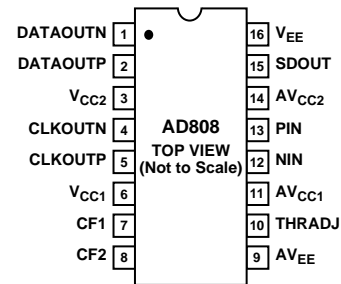 DATAOUTN 1
DATAOUTP 2
VCC2 3
CLKOUTN 4
CLKOUTP 5
VCC1 6
CF1 7
CF2 8
AD808
TOP VIEW
(Not to Scale)
16 VEE
15 SDOUT
14 AVCC2
13 PIN
12 NIN
11 AVCC1
10 THRADJ
9 AVEE